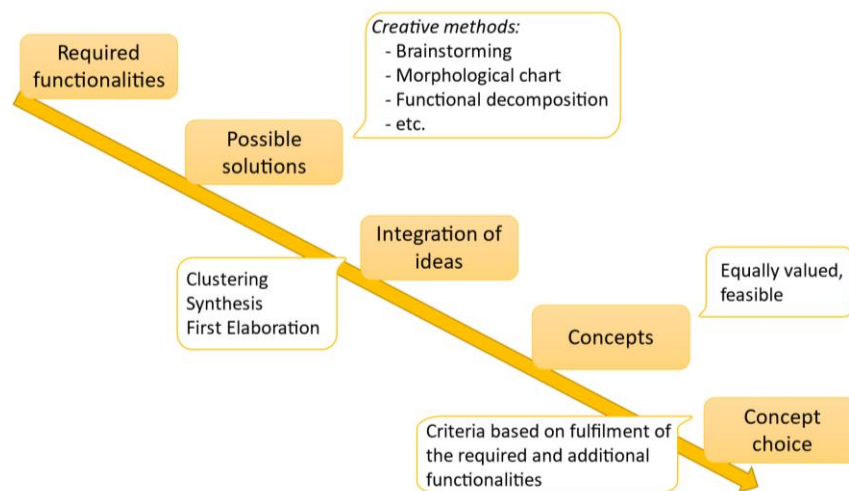 Required
functionalities
Creative methods:
- Brainstorming
- Morphological chart
- Functional decomposition
- etc.
Possible
solutions
Integration of
ideas
Clustering
Synthesis
First Elaboration
Equally valued,
feasible
Concepts
Criteria based on fulfilment of
the required and additional
functionalities
Concept
choice